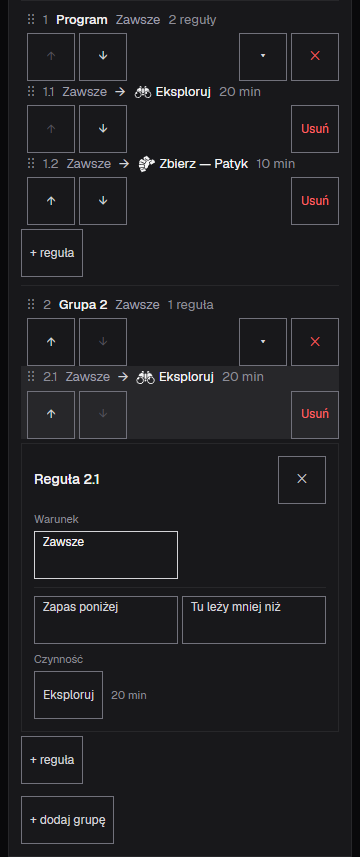 1 Program Zawsze 2 reguły
↑ ↓ ▾ ×
1.1 Zawsze → Eksploruj 20 min
↑ ↓ Usuń
1.2 Zawsze → Zbierz — Patyk 10 min
↑ ↓ Usuń
+ reguła
2 Grupa 2 Zawsze 1 reguła
↑ ↓ ▾ ×
2.1 Zawsze → Eksploruj 20 min
↑ ↓ Usuń
Reguła 2.1 ×
Warunek
Zawsze
Zapas poniżej Tu leży mniej niż
Czynność
Eksploruj 20 min
+ reguła
+ dodaj grupę